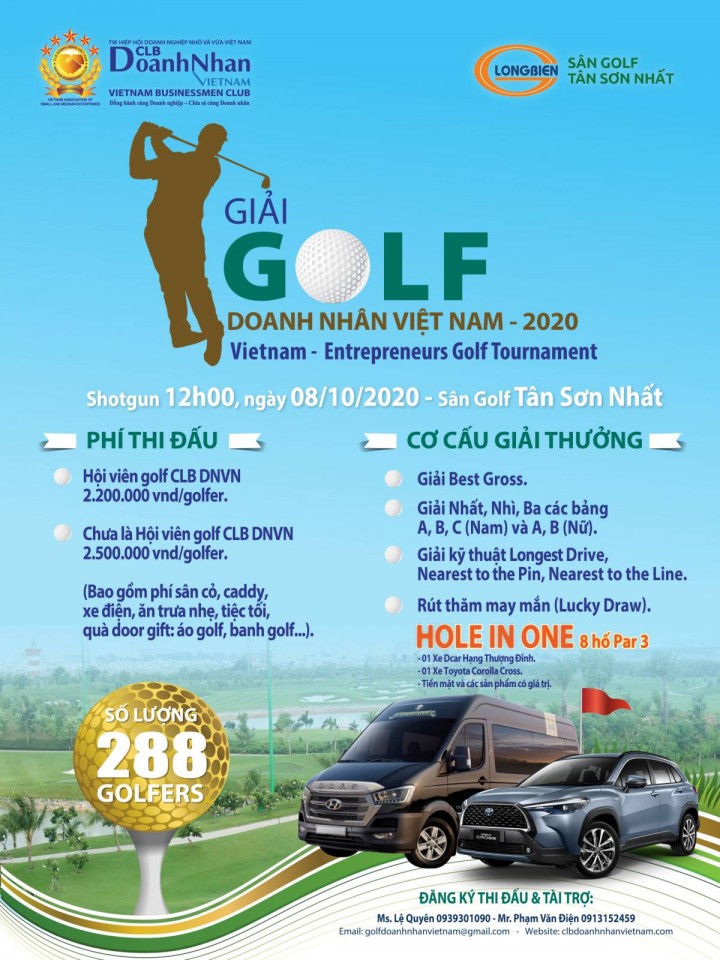 TW HIỆP HỘI DOANH NGHIỆP NHỎ VÀ VỪA VIỆT NAM
CLB
DoanhNhan
VIETNAM
VIETNAM BUSINESSMEN CLUB
Đồng hành cùng Doanh nghiệp – Chia sẻ cùng Doanh nhân
VIETNAM ASSOCIATION OF
SMALL AND MEDIUM ENTERPRISES
LONGBIEN
SÂN GOLF
TÂN SƠN NHẤT
GIẢI
GOLF
DOANH NHÂN VIỆT NAM - 2020
Vietnam - Entrepreneurs Golf Tournament
Shotgun 12h00, ngày 08/10/2020 - Sân Golf Tân Sơn Nhất
PHÍ THI ĐẤU
Hội viên golf CLB DNVN
2.200.000 vnd/golfer.
Chưa là Hội viên golf CLB DNVN
2.500.000 vnd/golfer.
(Bao gồm phí sân cỏ, caddy,
xe điện, ăn trưa nhẹ, tiệc tối,
quà door gift: áo golf, banh golf...).
CƠ CẤU GIẢI THƯỞNG
Giải Best Gross.
Giải Nhất, Nhì, Ba các bảng
A, B, C (Nam) và A, B (Nữ).
Giải kỹ thuật Longest Drive,
Nearest to the Pin, Nearest to the Line.
Rút thăm may mắn (Lucky Draw).
HOLE IN ONE 8 hố Par 3
- 01 Xe Dcar Hạng Thượng Đỉnh.
- 01 Xe Toyota Corolla Cross.
- Tiền mặt và các sản phẩm có giá trị.
SỐ LƯỢNG
288
GOLFERS
ĐĂNG KÝ THI ĐẤU & TÀI TRỢ:
Ms. Lệ Quyên 0939301090 - Mr. Phạm Văn Điện 0913152459
Email: golfdoanhnhanvietnam@gmail.com - Website: clbdoanhnhanvietnam.com